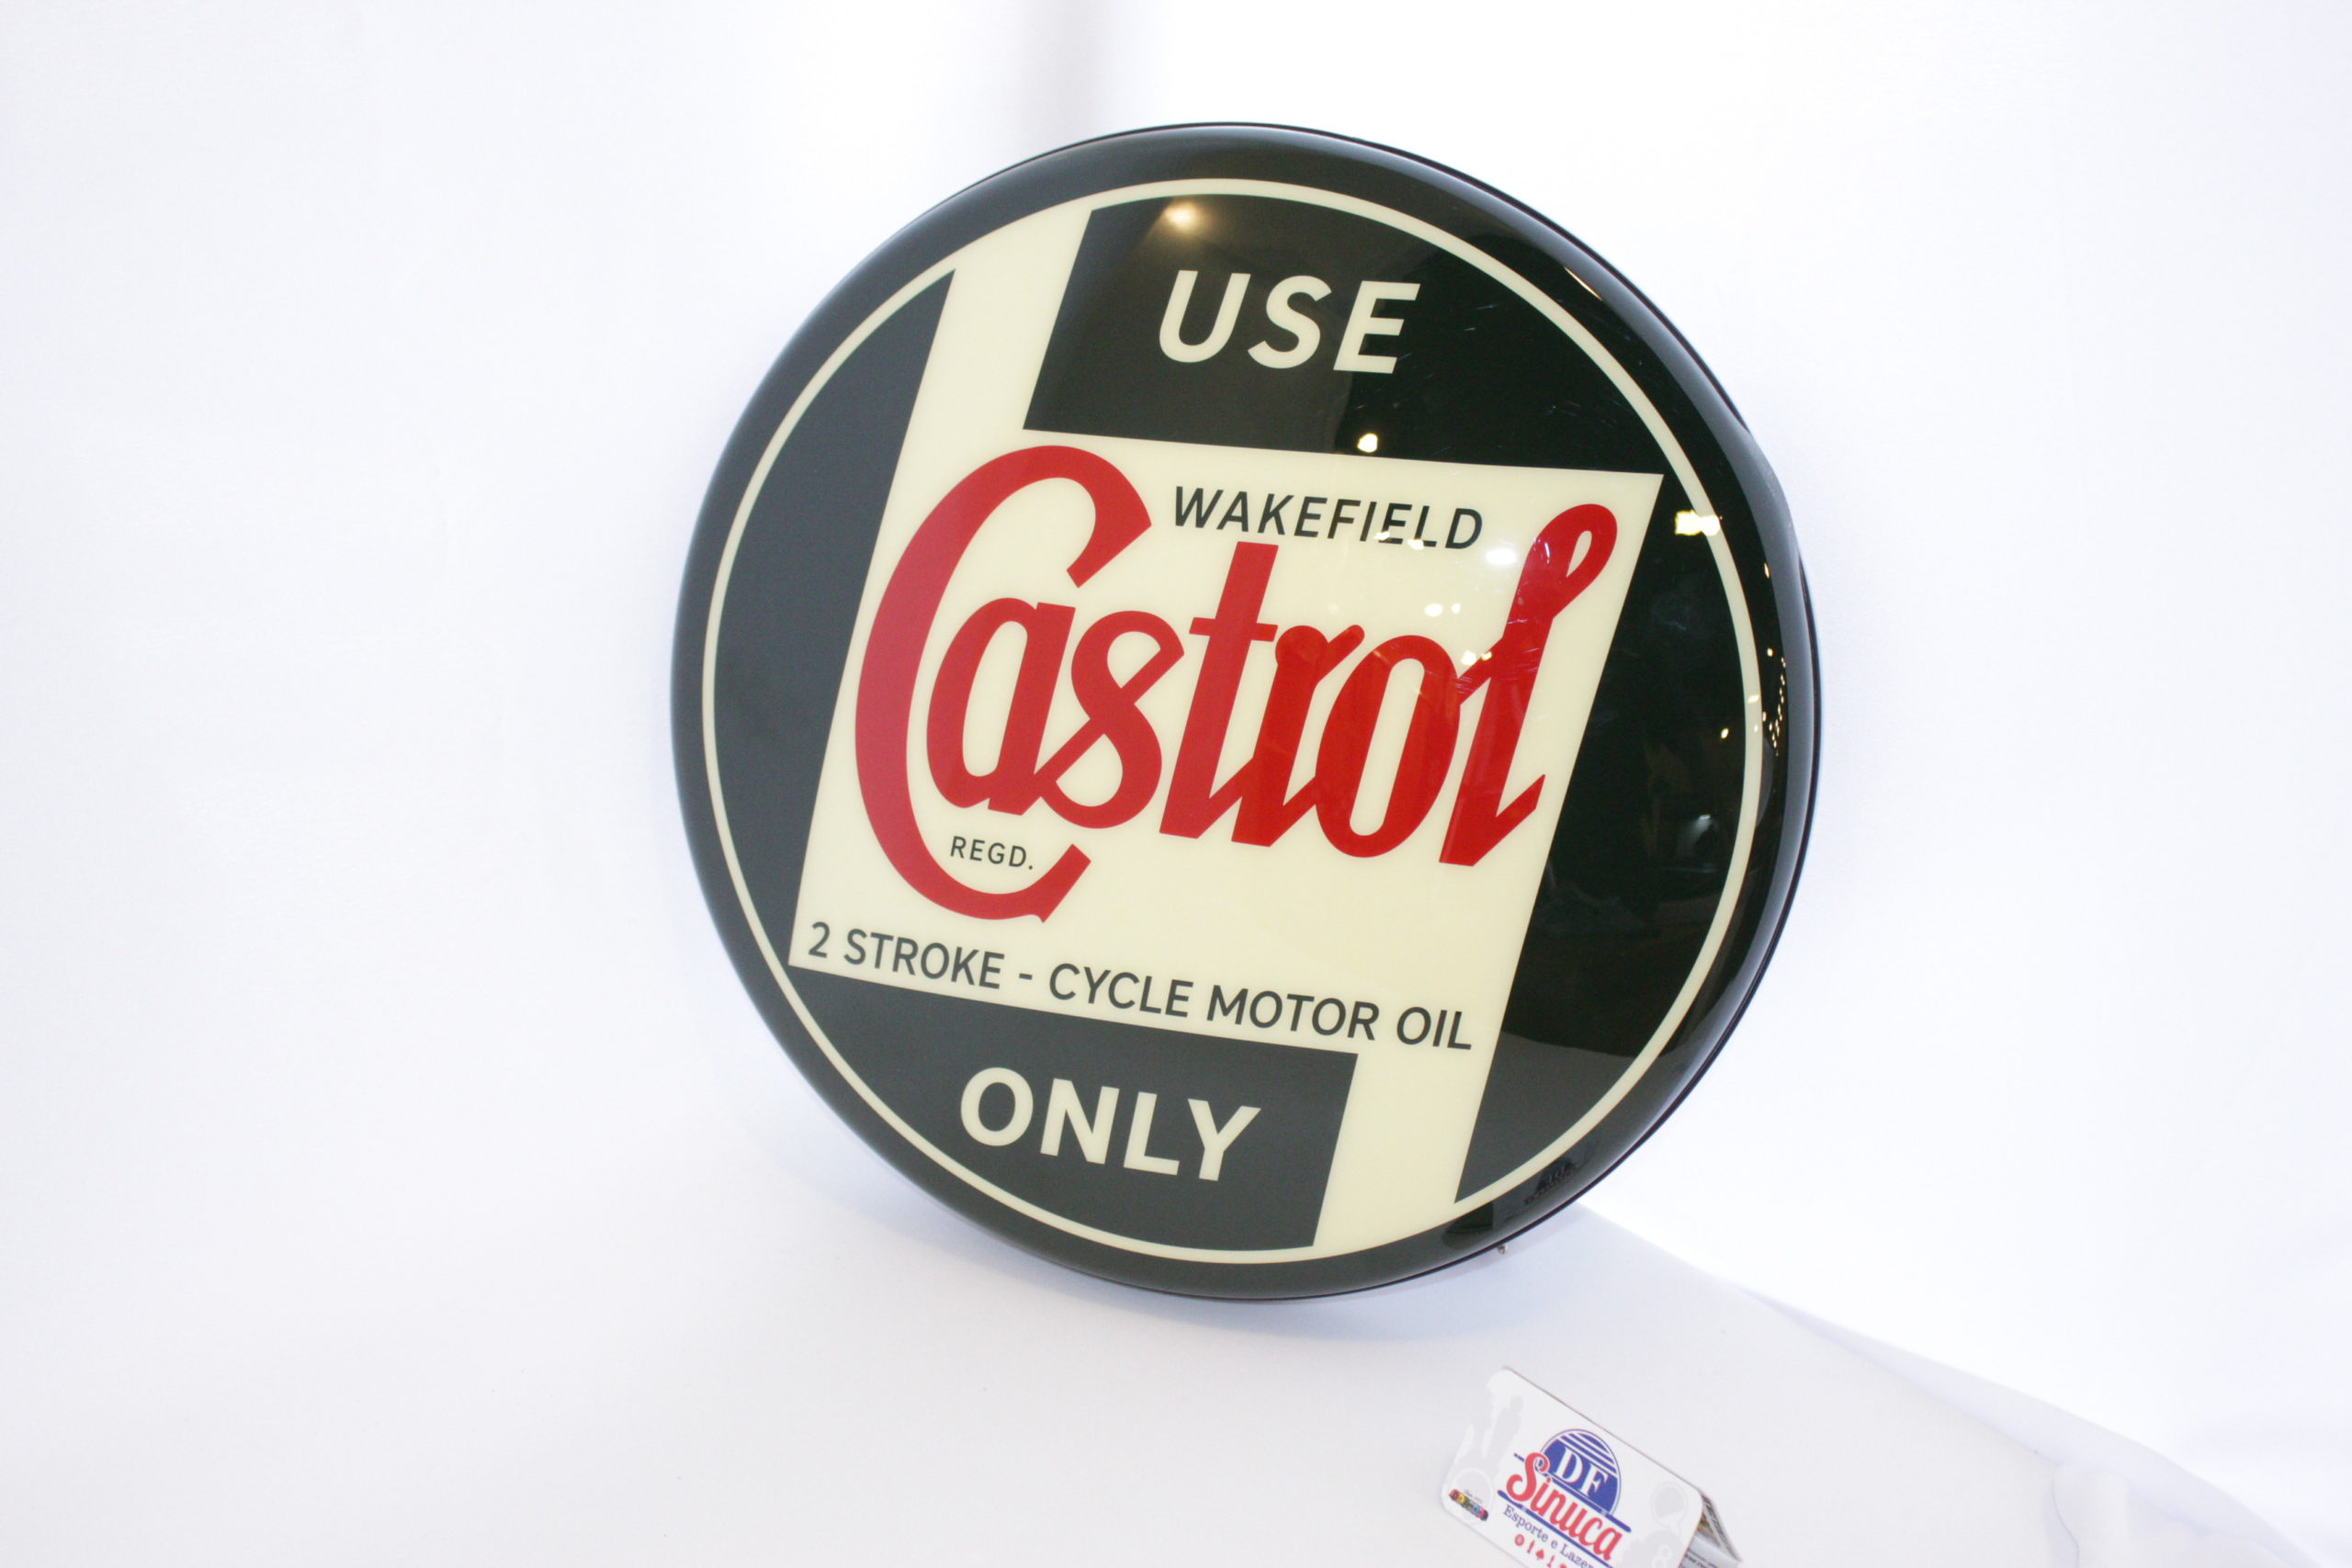 USE
WAKEFIELD
Castrol
REGD.
2 STROKE - CYCLE MOTOR OIL
ONLY
DF
Sinuca
Esporte e Lazer